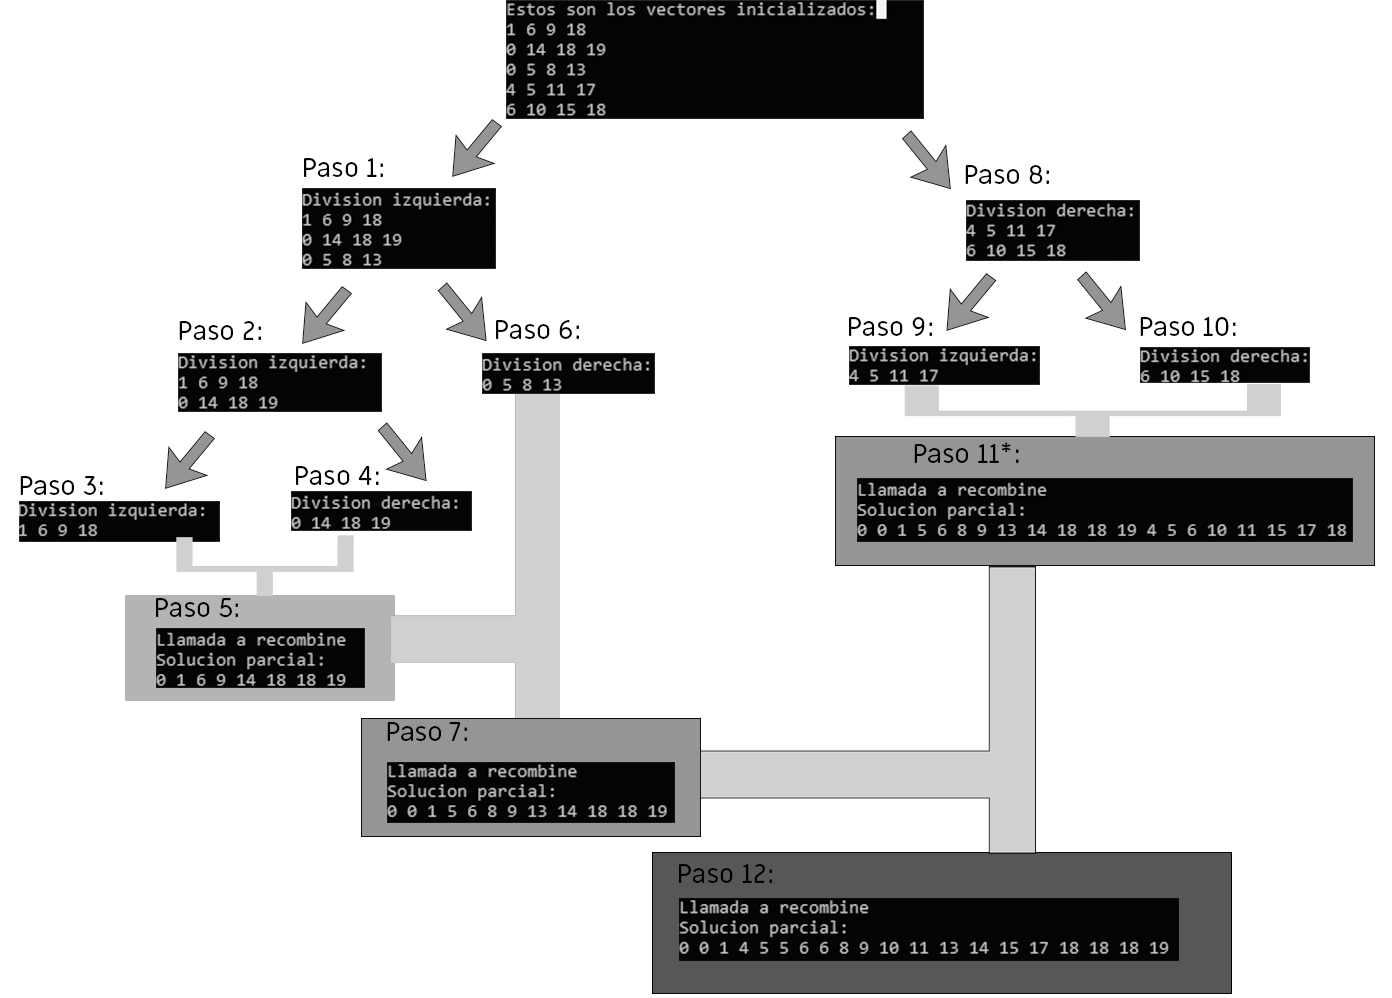 Estos son los vectores inicializados:
1 6 9 18
0 14 18 19
0 5 8 13
4 5 11 17
6 10 15 18
Paso 1:
Division izquierda:
1 6 9 18
0 14 18 19
0 5 8 13
Paso 8:
Division derecha:
4 5 11 17
6 10 15 18
Paso 2:
Division izquierda:
1 6 9 18
0 14 18 19
Paso 6:
Division derecha:
0 5 8 13
Paso 9:
Division izquierda:
4 5 11 17
Paso 10:
Division derecha:
6 10 15 18
Paso 3:
Division izquierda:
1 6 9 18
Paso 4:
Division derecha:
0 14 18 19
Paso 11*:
Llamada a recombine
Solucion parcial:
0 0 1 5 6 8 9 13 14 18 18 19 4 5 6 10 11 15 17 18
Paso 5:
Llamada a recombine
Solucion parcial:
0 1 6 9 14 18 18 19
Paso 7:
Llamada a recombine
Solucion parcial:
0 0 1 5 6 8 9 13 14 18 18 19
Paso 12:
Llamada a recombine
Solucion parcial:
0 0 1 4 5 5 6 6 8 9 10 11 13 14 15 17 18 18 18 19